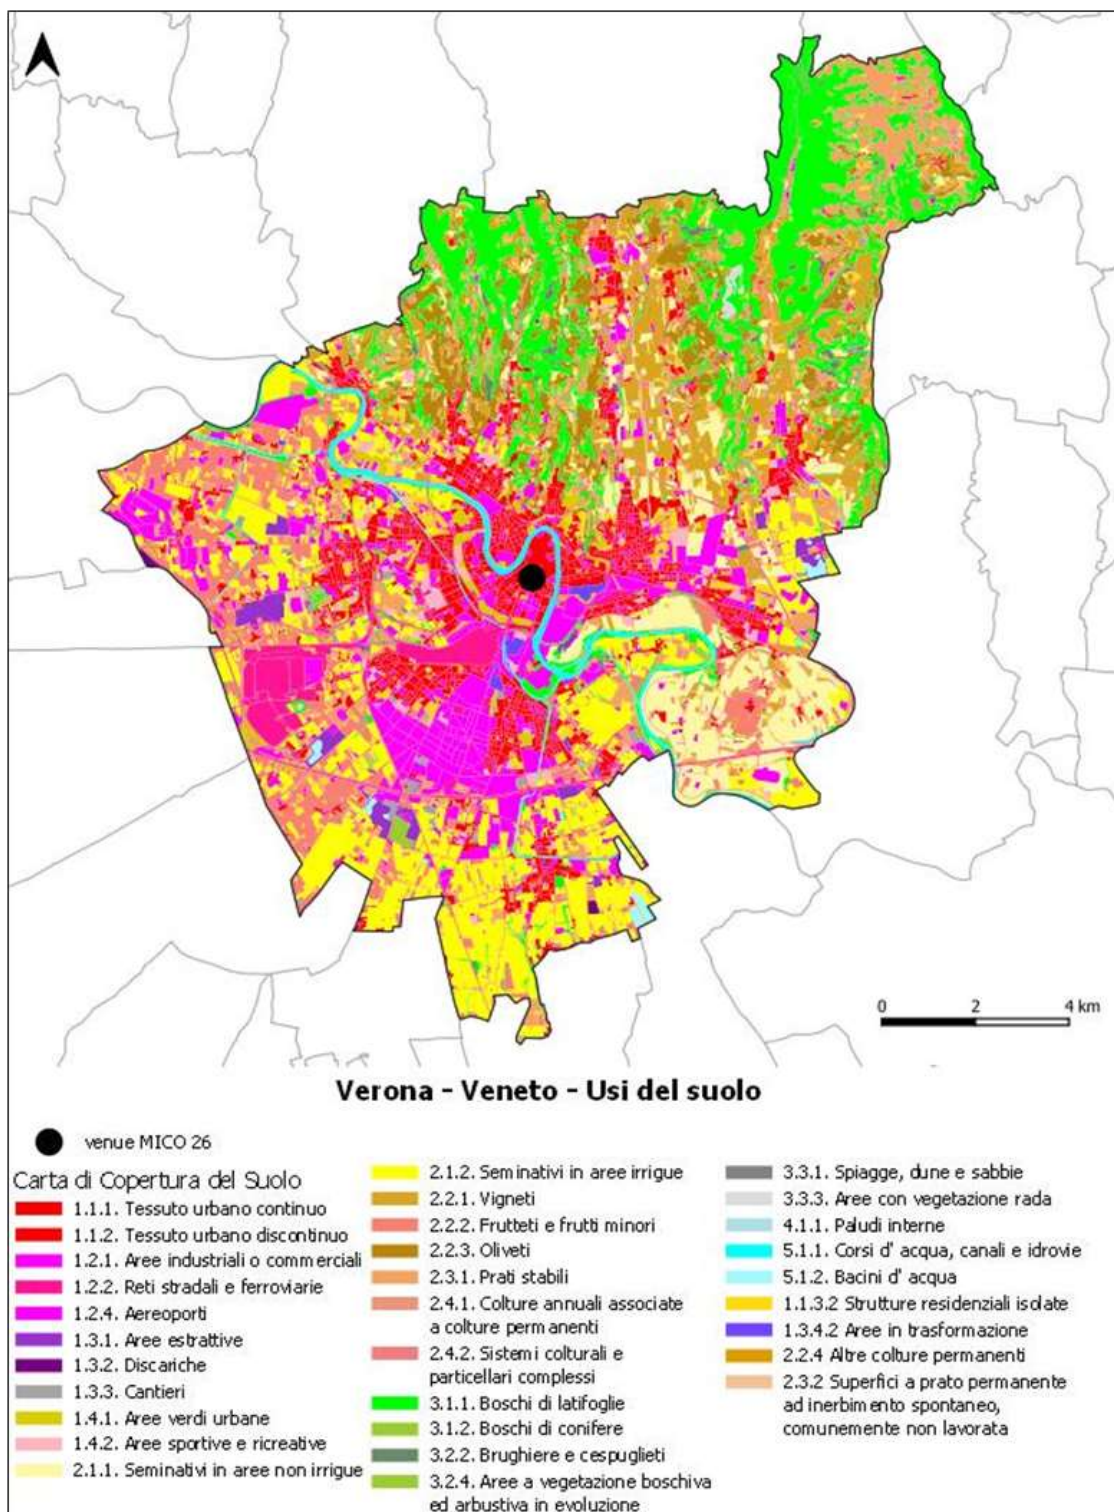 0 2 4 km
Verona - Veneto - Usi del suolo
venue MICO 26
Carta di Copertura del Suolo
1.1.1. Tessuto urbano continuo
1.1.2. Tessuto urbano discontinuo
1.2.1. Aree industriali o commerciali
1.2.2. Reti stradali e ferroviarie
1.2.4. Aereoporti
1.3.1. Aree estrattive
1.3.2. Discariche
1.3.3. Cantieri
1.4.1. Aree verdi urbane
1.4.2. Aree sportive e ricreative
2.1.1. Seminativi in aree non irrigue
2.1.2. Seminativi in aree irrigue
2.2.1. Vigneti
2.2.2. Frutteti e frutti minori
2.2.3. Oliveti
2.3.1. Prati stabili
2.4.1. Colture annuali associate
a colture permanenti
2.4.2. Sistemi colturali e
particellari complessi
3.1.1. Boschi di latifoglie
3.1.2. Boschi di conifere
3.2.2. Brughiere e cespuglieti
3.2.4. Aree a vegetazione boschiva
ed arbustiva in evoluzione
3.3.1. Spiagge, dune e sabbie
3.3.3. Aree con vegetazione rada
4.1.1. Paludi interne
5.1.1. Corsi d' acqua, canali e idrovie
5.1.2. Bacini d' acqua
1.1.3.2 Strutture residenziali isolate
1.3.4.2 Aree in trasformazione
2.2.4 Altre colture permanenti
2.3.2 Superfici a prato permanente
ad inerbimento spontaneo,
comunemente non lavorata